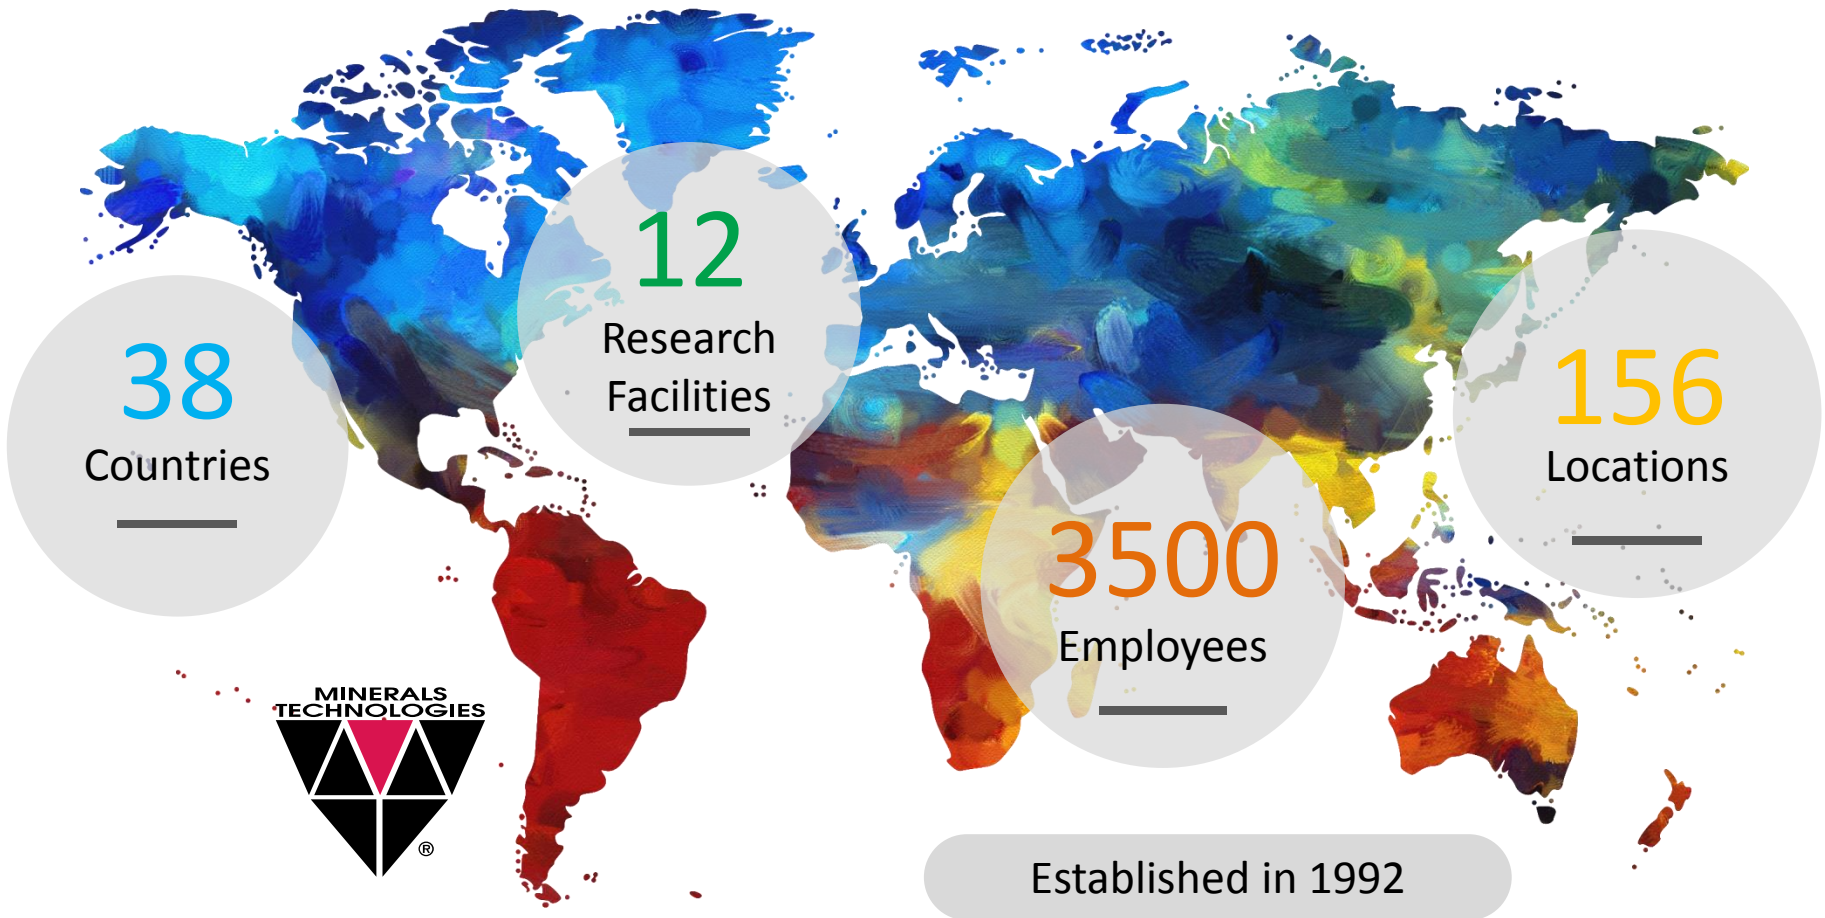 12
Research
Facilities
38
Countries
156
Locations
3500
Employees
MINERALS
TECHNOLOGIES
®
Established in 1992